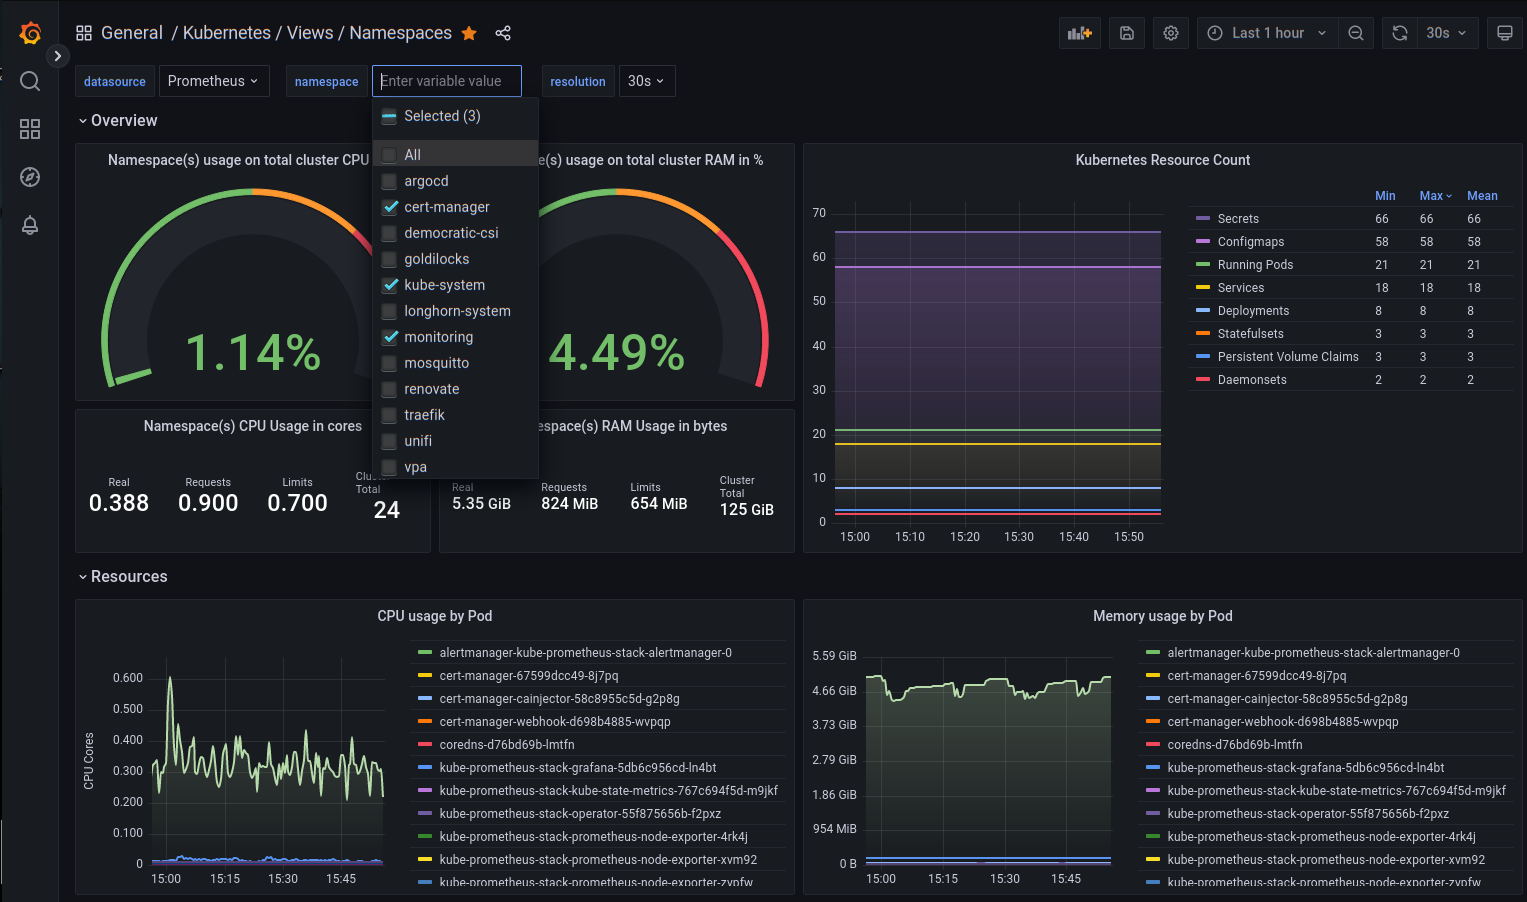 General / Kubernetes / Views / Namespaces
Last 1 hour
30s
datasource
Prometheus
namespace
Enter variable value
resolution
30s
Selected (3)
All
argocd
cert-manager
democratic-csi
goldilocks
kube-system
longhorn-system
monitoring
mosquitto
renovate
traefik
unifi
vpa
Overview
Namespace(s) usage on total cluster CPU
1.14%
e(s) usage on total cluster RAM in %
4.49%
Namespace(s) CPU Usage in cores
Real
0.388
Requests
0.900
Limits
0.700
Clus
Total
24
espace(s) RAM Usage in bytes
Real
5.35 GiB
Requests
824 MiB
Limits
654 MiB
Cluster
Total
125 GiB
Kubernetes Resource Count
70
60
50
40
30
20
10
0
15:00 15:10 15:20 15:30 15:40 15:50
Min Max Mean
Secrets 66 66 66
Configmaps 58 58 58
Running Pods 21 21 21
Services 18 18 18
Deployments 8 8 8
Statefulsets 3 3 3
Persistent Volume Claims 3 3 3
Daemonsets 2 2 2
Resources
CPU usage by Pod
CPU Cores
0.600
0.500
0.400
0.300
0.200
0.100
0
15:00 15:15 15:30 15:45
alertmanager-kube-prometheus-stack-alertmanager-0
cert-manager-67599dcc49-8j7pq
cert-manager-cainjector-58c8955c5d-g2p8g
cert-manager-webhook-d698b4885-wvpqp
coredns-d76bd69b-lmtfn
kube-prometheus-stack-grafana-5db6c956cd-ln4bt
kube-prometheus-stack-kube-state-metrics-767c694f5d-m9jkf
kube-prometheus-stack-operator-55f875656b-f2pxz
kube-prometheus-stack-prometheus-node-exporter-4rk4j
kube-prometheus-stack-prometheus-node-exporter-xvm92
kube-prometheus-stack-prometheus-node-exporter-zvpfw
Memory usage by Pod
5.59 GiB
4.66 GiB
3.73 GiB
2.79 GiB
1.86 GiB
954 MiB
0 B
15:00 15:15 15:30 15:45
alertmanager-kube-prometheus-stack-alertmanager-0
cert-manager-67599dcc49-8j7pq
cert-manager-cainjector-58c8955c5d-g2p8g
cert-manager-webhook-d698b4885-wvpqp
coredns-d76bd69b-lmtfn
kube-prometheus-stack-grafana-5db6c956cd-ln4bt
kube-prometheus-stack-kube-state-metrics-767c694f5d-m9jkf
kube-prometheus-stack-operator-55f875656b-f2pxz
kube-prometheus-stack-prometheus-node-exporter-4rk4j
kube-prometheus-stack-prometheus-node-exporter-xvm92
kube-prometheus-stack-prometheus-node-exporter-zvpfw